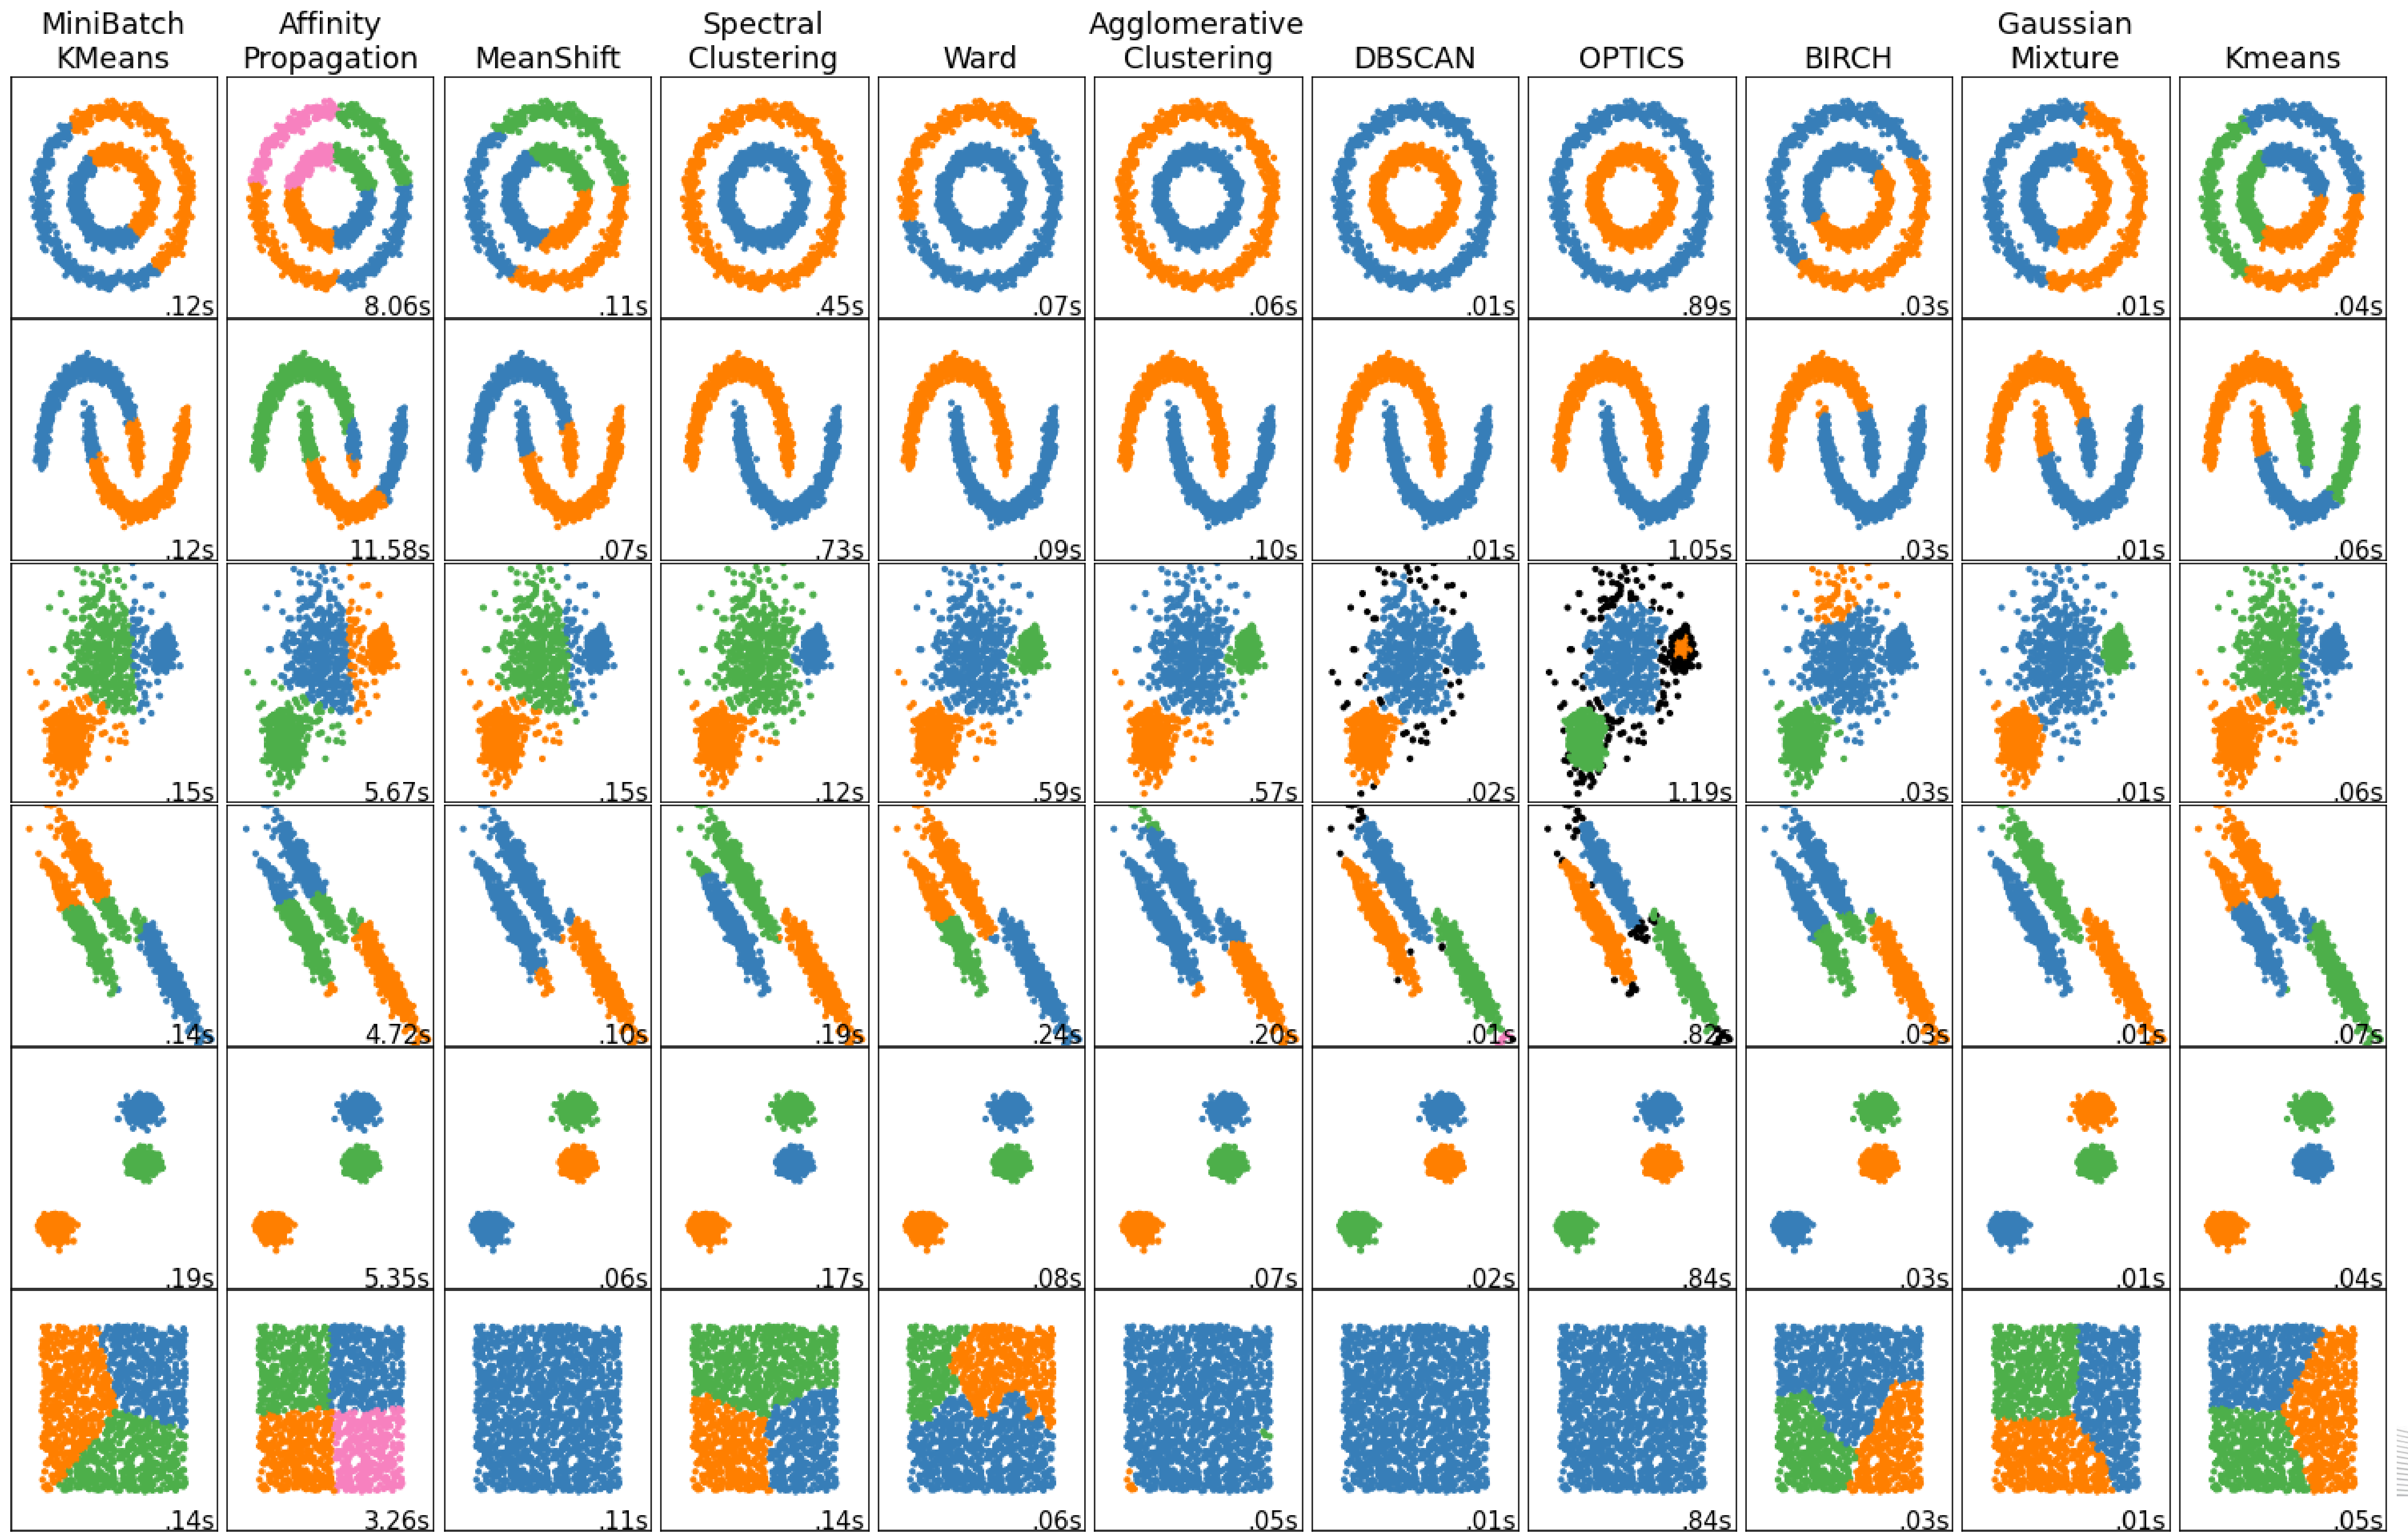 MiniBatch
KMeans
Affinity
Propagation
MeanShift
Spectral
Clustering
Ward
Agglomerative
Clustering
DBSCAN
OPTICS
BIRCH
Gaussian
Mixture
Kmeans
.12s
8.06s
.11s
.45s
.07s
.06s
.01s
.89s
.03s
.01s
.04s
.12s
11.58s
.07s
.73s
.09s
.10s
.01s
1.05s
.03s
.01s
.06s
.15s
5.67s
.15s
.12s
.59s
.57s
.02s
1.19s
.03s
.01s
.06s
.14s
4.72s
.10s
.19s
.24s
.20s
.01s
.82s
.03s
.01s
.07s
.19s
5.35s
.06s
.17s
.08s
.07s
.02s
.84s
.03s
.01s
.04s
.14s
3.26s
.11s
.14s
.06s
.05s
.01s
.84s
.03s
.01s
.05s